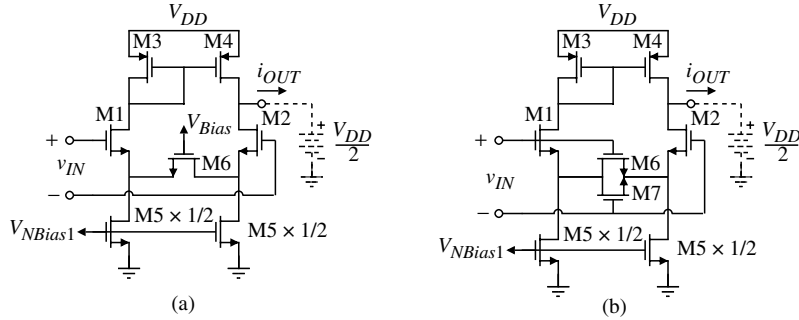 V_DD
M3
M4
i_OUT
M1
V_Bias
M2
+
v_IN
M6
+
−
V_DD
2
−
V_NBias1
M5 × 1/2
M5 × 1/2
(a)
V_DD
M3
M4
i_OUT
M1
M2
+
v_IN
M6
M7
+
−
V_DD
2
−
V_NBias1
M5 × 1/2
M5 × 1/2
(b)